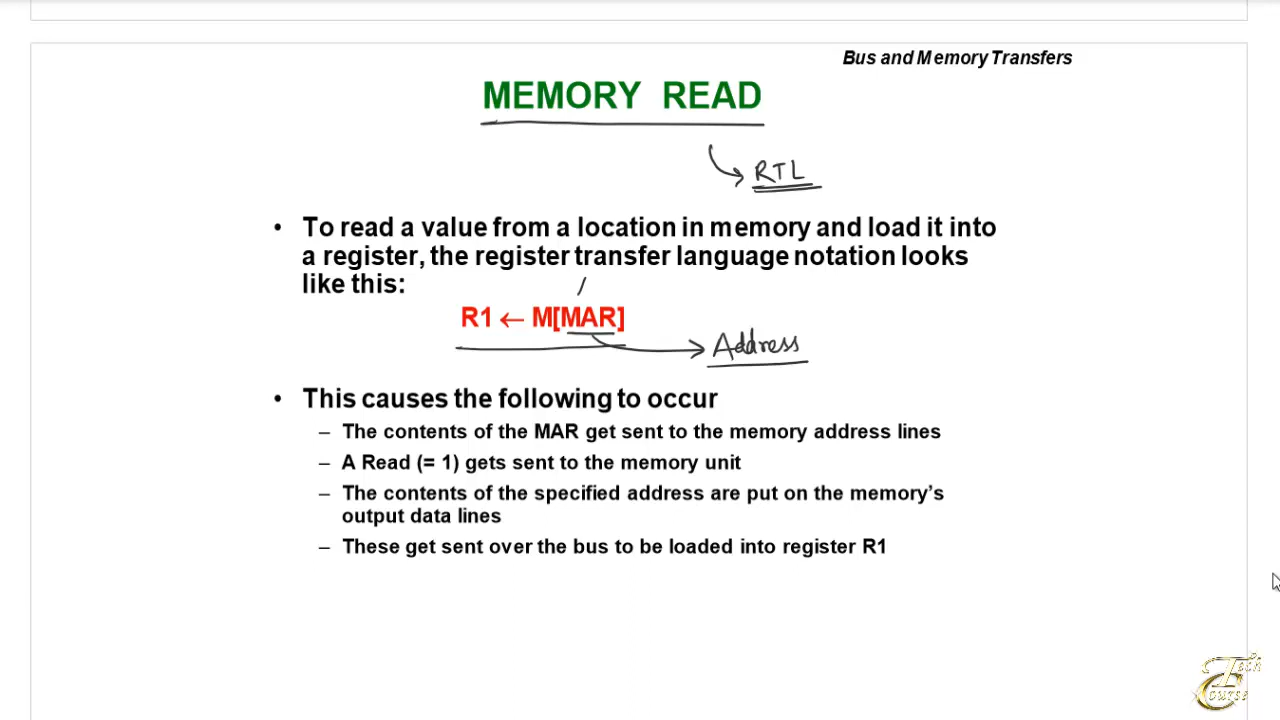 Bus and Memory Transfers
MEMORY READ
RTL
• To read a value from a location in memory and load it into
a register, the register transfer language notation looks
like this:
R1 ← M[MAR]
Address
• This causes the following to occur
– The contents of the MAR get sent to the memory address lines
– A Read (= 1) gets sent to the memory unit
– The contents of the specified address are put on the memory’s
output data lines
– These get sent over the bus to be loaded into register R1
Tech
Course